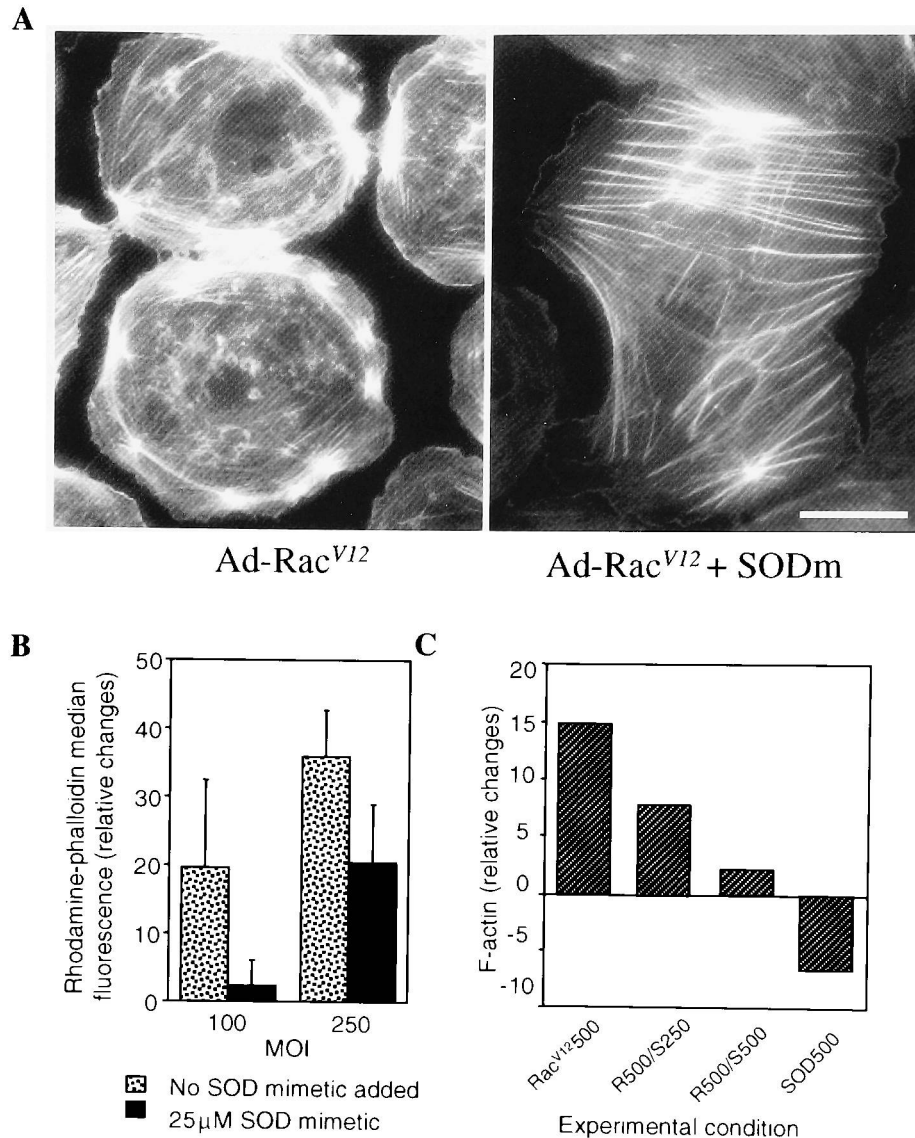 A
Ad-Rac^V12
Ad-Rac^V12 + SODm
B
50
40
30
20
10
0
Rhodamine-phalloidin median
fluorescence (relative changes)
100
250
MOI
No SOD mimetic added
25µM SOD mimetic
C
20
15
10
5
0
-5
-10
F-actin (relative changes)
Rac^V12500
R500/S250
R500/S500
SOD500
Experimental condition